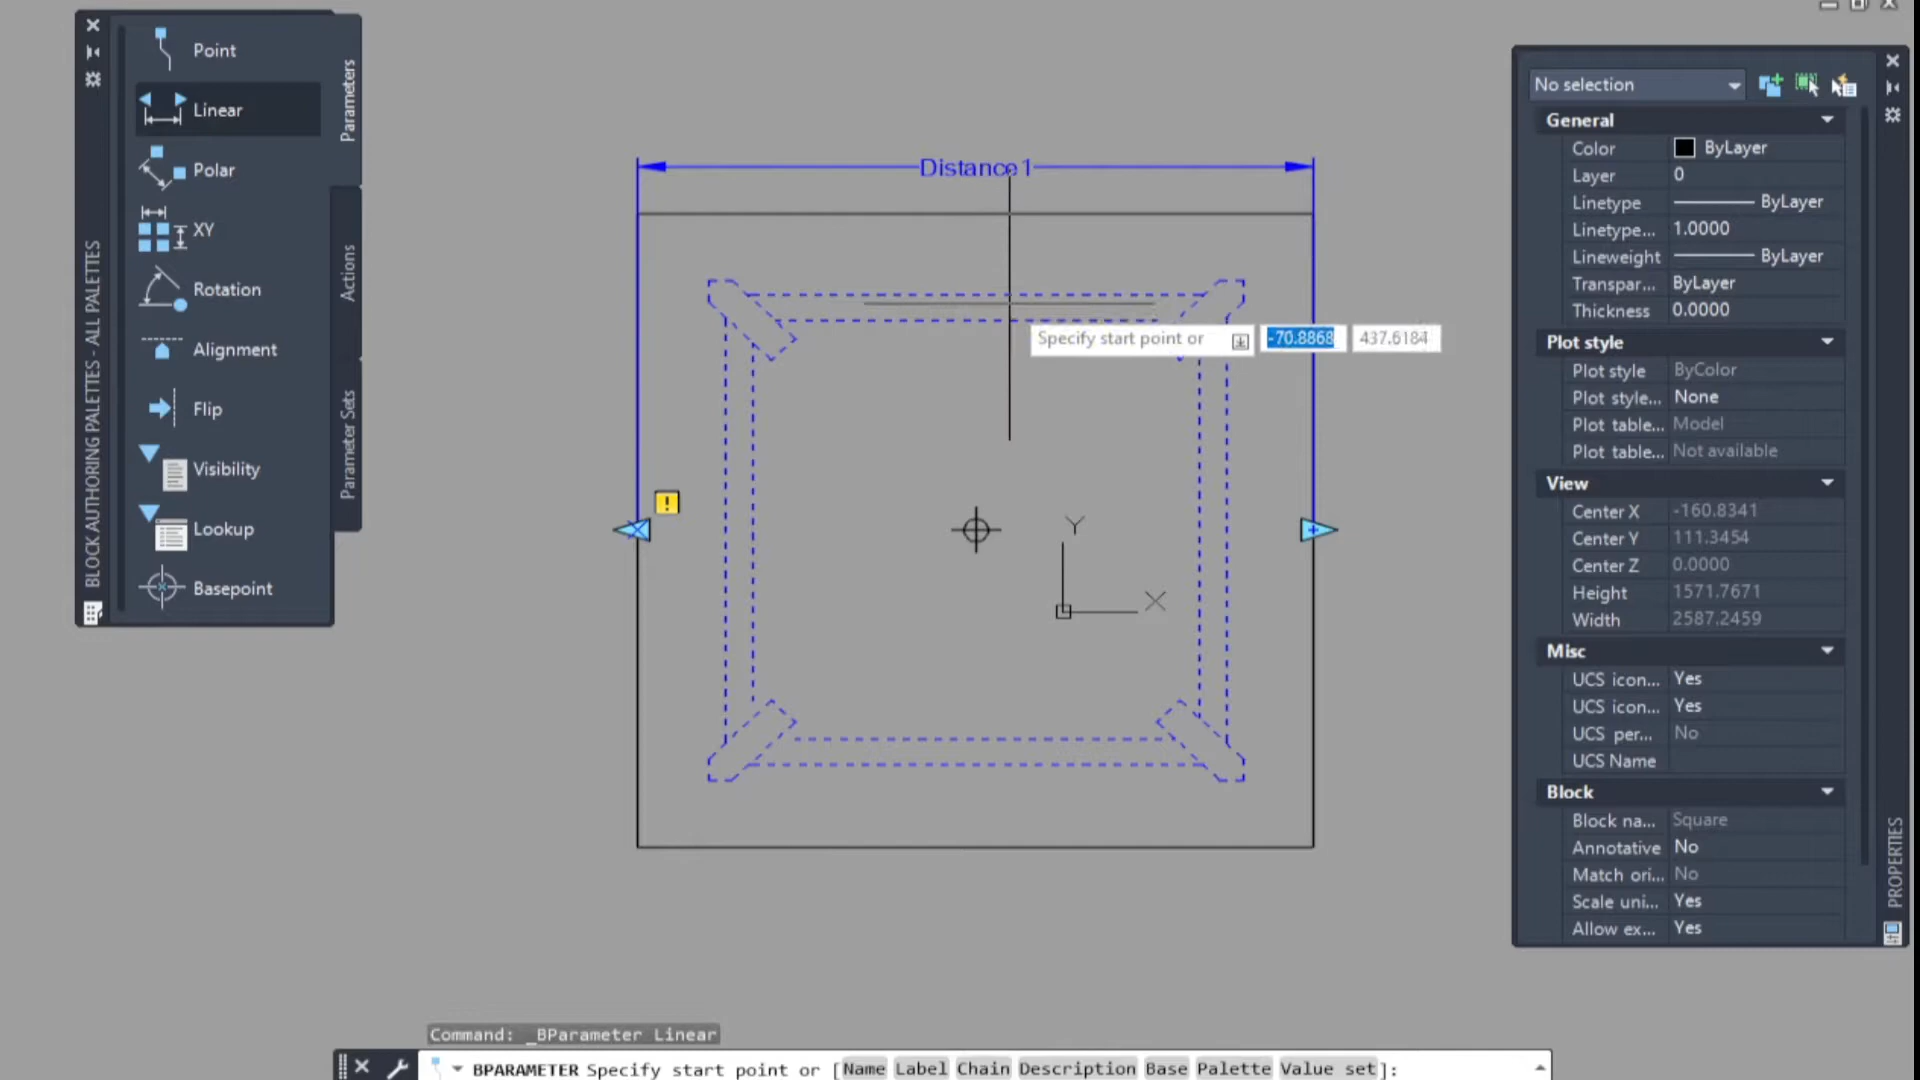 Point
Linear
Polar
XY
Rotation
Alignment
Flip
Visibility
Lookup
Basepoint
Parameters
Actions
Parameter Sets
BLOCK AUTHORING PALETTES - ALL PALETTES
Distance1
Specify start point or
-70.8868
437.6184
Y
X
No selection
General
Color ByLayer
Layer 0
Linetype ByLayer
Linetype... 1.0000
Lineweight ByLayer
Transpar... ByLayer
Thickness 0.0000
Plot style
Plot style ByColor
Plot style... None
Plot table... Model
Plot table... Not available
View
Center X -160.8341
Center Y 111.3454
Center Z 0.0000
Height 1571.7671
Width 2587.2459
Misc
UCS icon... Yes
UCS icon... Yes
UCS per... No
UCS Name
Block
Block na... Square
Annotative No
Match ori... No
Scale uni... Yes
Allow ex... Yes
PROPERTIES
Command: _BParameter Linear
BPARAMETER Specify start point or [Name Label Chain Description Base Palette Value set]: